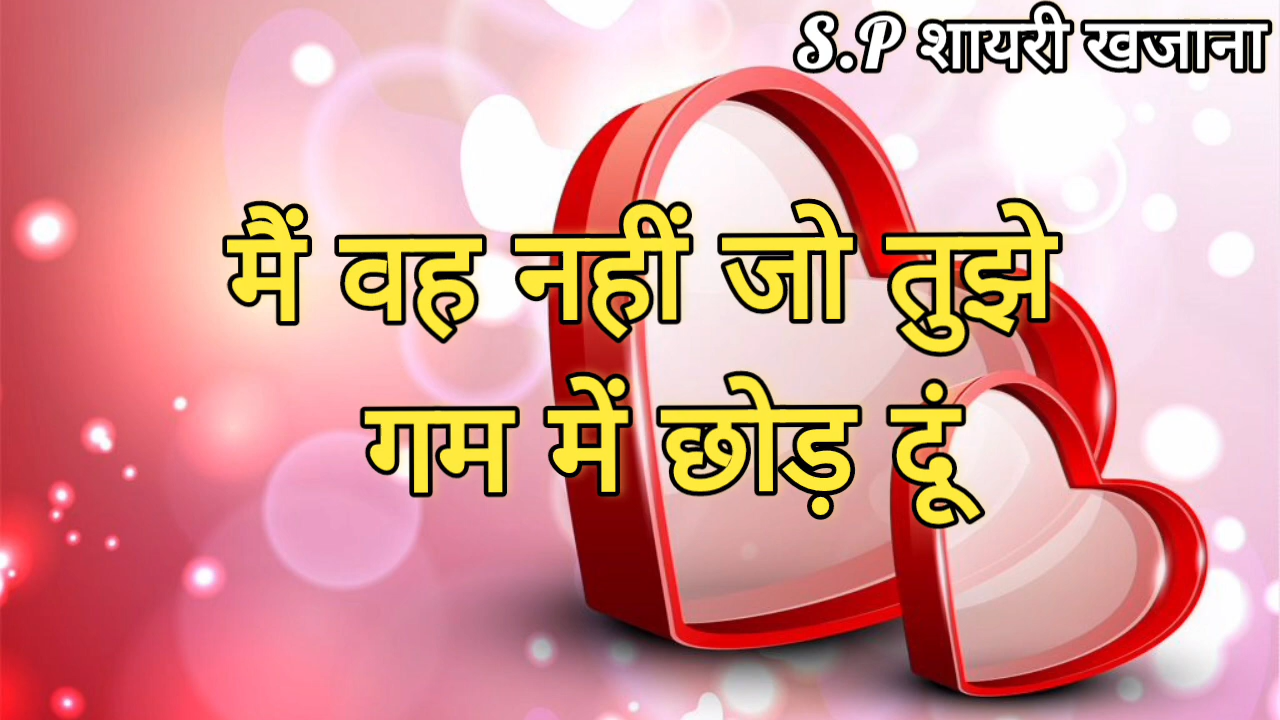 S.P शायरी खजाना
मैं वह नहीं जो तुझे
गम में छोड़ दूं